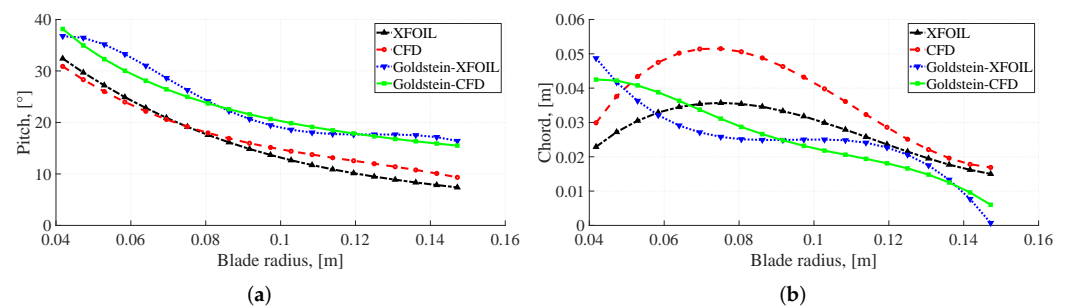 40
30
20
10
0
Pitch, [°]
0.04 0.06 0.08 0.1 0.12 0.14 0.16
Blade radius, [m]
XFOIL
CFD
Goldstein-XFOIL
Goldstein-CFD
(a)
0.06
0.05
0.04
0.03
0.02
0.01
0
Chord, [m]
0.04 0.06 0.08 0.1 0.12 0.14 0.16
Blade radius, [m]
XFOIL
CFD
Goldstein-XFOIL
Goldstein-CFD
(b)